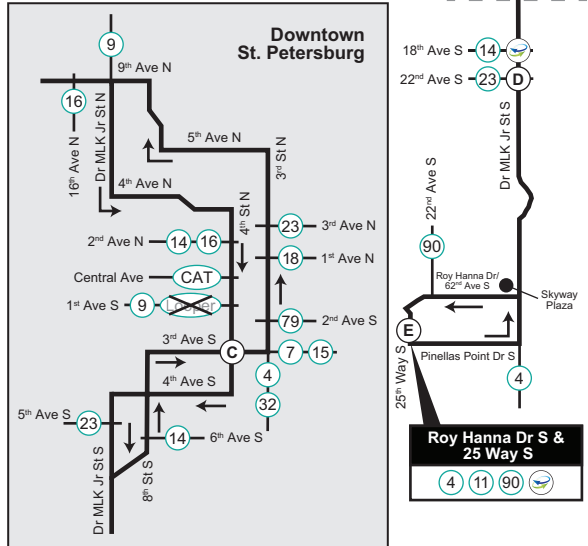 Downtown
St. Petersburg
9
9th Ave N
16
16th Ave N
Dr MLK Jr St N
5th Ave N
3rd St N
4th Ave N
4th St N
2nd Ave N 14 16
23 3rd Ave N
18 1st Ave N
Central Ave CAT
1st Ave S 9 Looper
79 2nd Ave S
3rd Ave S
C
7 15
4
32
4th Ave S
5th Ave S
23
14 6th Ave S
Dr MLK Jr St S
8th St S
18th Ave S 14
22nd Ave S 23 D
Dr MLK Jr St S
22nd Ave S
90
Roy Hanna Dr/
62nd Ave S
Skyway
Plaza
E
25th Way S
Pinellas Point Dr S
4
Roy Hanna Dr S &
25 Way S
4 11 90